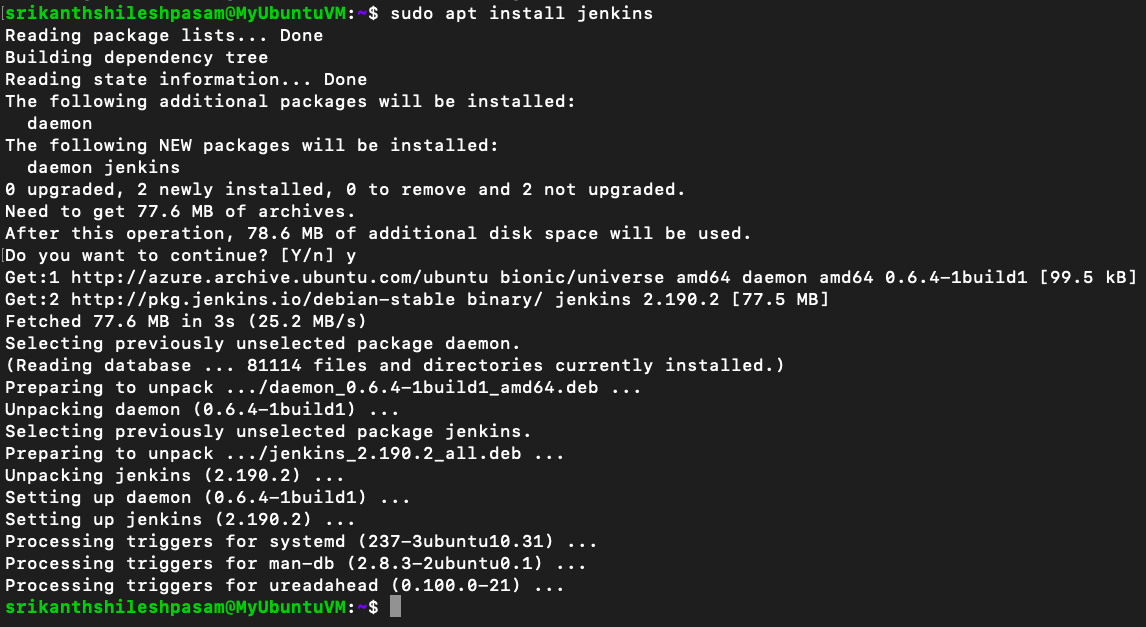 srikanthshileshpasam@MyUbuntuVM:~$ sudo apt install jenkins
Reading package lists... Done
Building dependency tree
Reading state information... Done
The following additional packages will be installed:
  daemon
The following NEW packages will be installed:
  daemon jenkins
0 upgraded, 2 newly installed, 0 to remove and 2 not upgraded.
Need to get 77.6 MB of archives.
After this operation, 78.6 MB of additional disk space will be used.
Do you want to continue? [Y/n] y
Get:1 http://azure.archive.ubuntu.com/ubuntu bionic/universe amd64 daemon amd64 0.6.4-1build1 [99.5 kB]
Get:2 http://pkg.jenkins.io/debian-stable binary/ jenkins 2.190.2 [77.5 MB]
Fetched 77.6 MB in 3s (25.2 MB/s)
Selecting previously unselected package daemon.
(Reading database ... 81114 files and directories currently installed.)
Preparing to unpack .../daemon_0.6.4-1build1_amd64.deb ...
Unpacking daemon (0.6.4-1build1) ...
Selecting previously unselected package jenkins.
Preparing to unpack .../jenkins_2.190.2_all.deb ...
Unpacking jenkins (2.190.2) ...
Setting up daemon (0.6.4-1build1) ...
Setting up jenkins (2.190.2) ...
Processing triggers for systemd (237-3ubuntu10.31) ...
Processing triggers for man-db (2.8.3-2ubuntu0.1) ...
Processing triggers for ureadahead (0.100.0-21) ...
srikanthshileshpasam@MyUbuntuVM:~$